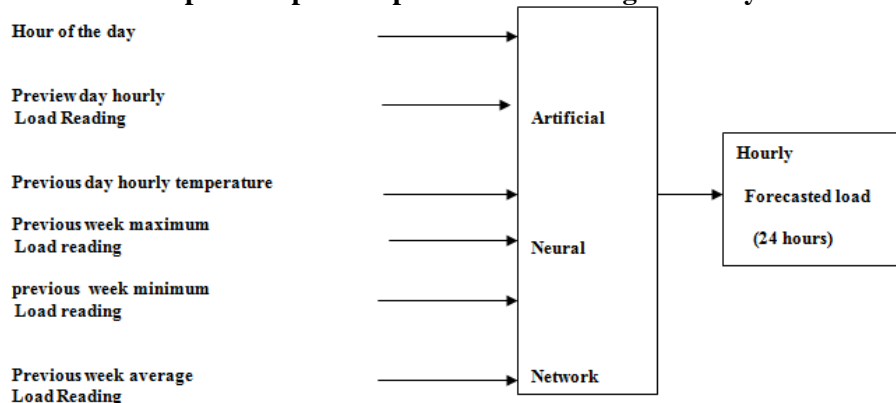 Hour of the day
Preview day hourly
Load Reading
Previous day hourly temperature
Previous week maximum
Load reading
previous week minimum
Load reading
Previous week average
Load Reading
Artificial
Neural
Network
Hourly
Forecasted load
(24 hours)